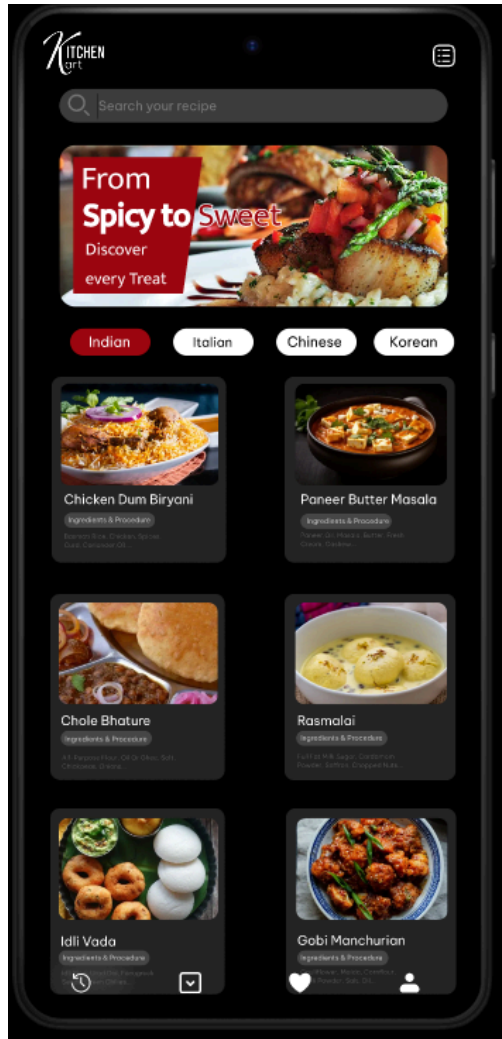 KITCHEN
Kart
Search your recipe
From
Spicy to Sweet
Discover
every Treat
Indian
Italian
Chinese
Korean
Chicken Dum Biryani
Paneer Butter Masala
Ingredients & Procedure
Ingredients & Procedure
Chole Bhature
Rasmalai
Ingredients & Procedure
Ingredients & Procedure
Idli Vada
Gobi Manchurian
Ingredients & Procedure
Ingredients & Procedure